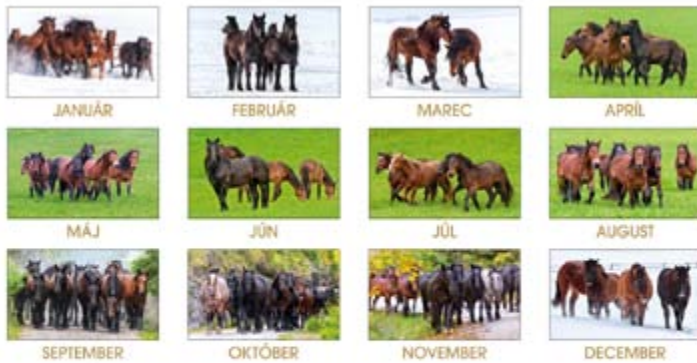 JANUÁR
FEBRUÁR
MAREC
APRÍL
MÁJ
JÚN
JÚL
AUGUST
SEPTEMBER
OKTÓBER
NOVEMBER
DECEMBER